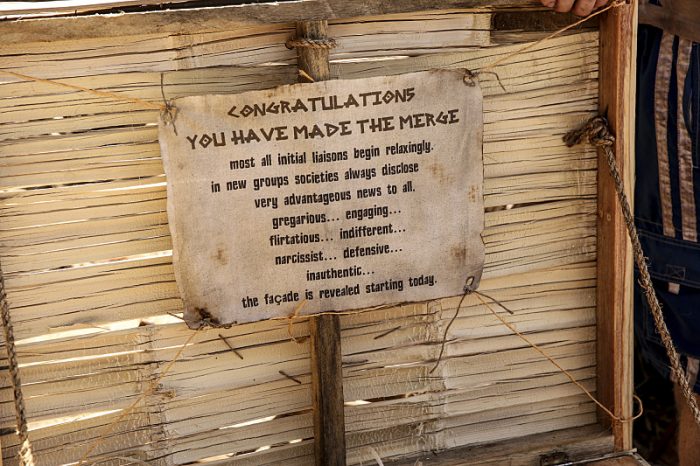 CONGRATULATIONS
YOU HAVE MADE THE MERGE
most all initial liaisons begin relaxingly.
in new groups societies always disclose
very advantageous news to all.
gregarious... engaging...
flirtatious... indifferent...
narcissist... defensive...
inauthentic...
the façade is revealed starting today.